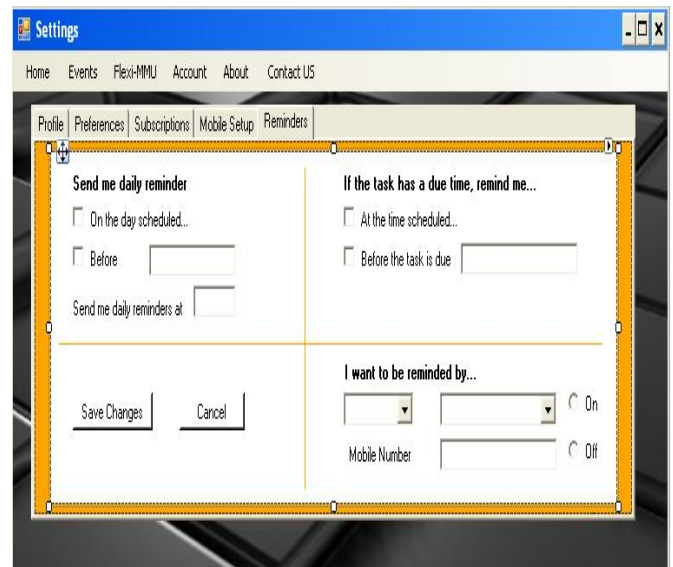 Settings
Home Events Flexi-MMU Account About Contact US
Profile Preferences Subscriptions Mobile Setup Reminders
Send me daily reminder
On the day scheduled...
Before
Send me daily reminders at
If the task has a due time, remind me...
At the time scheduled...
Before the task is due
Save Changes Cancel
I want to be reminded by...
On
Mobile Number Off